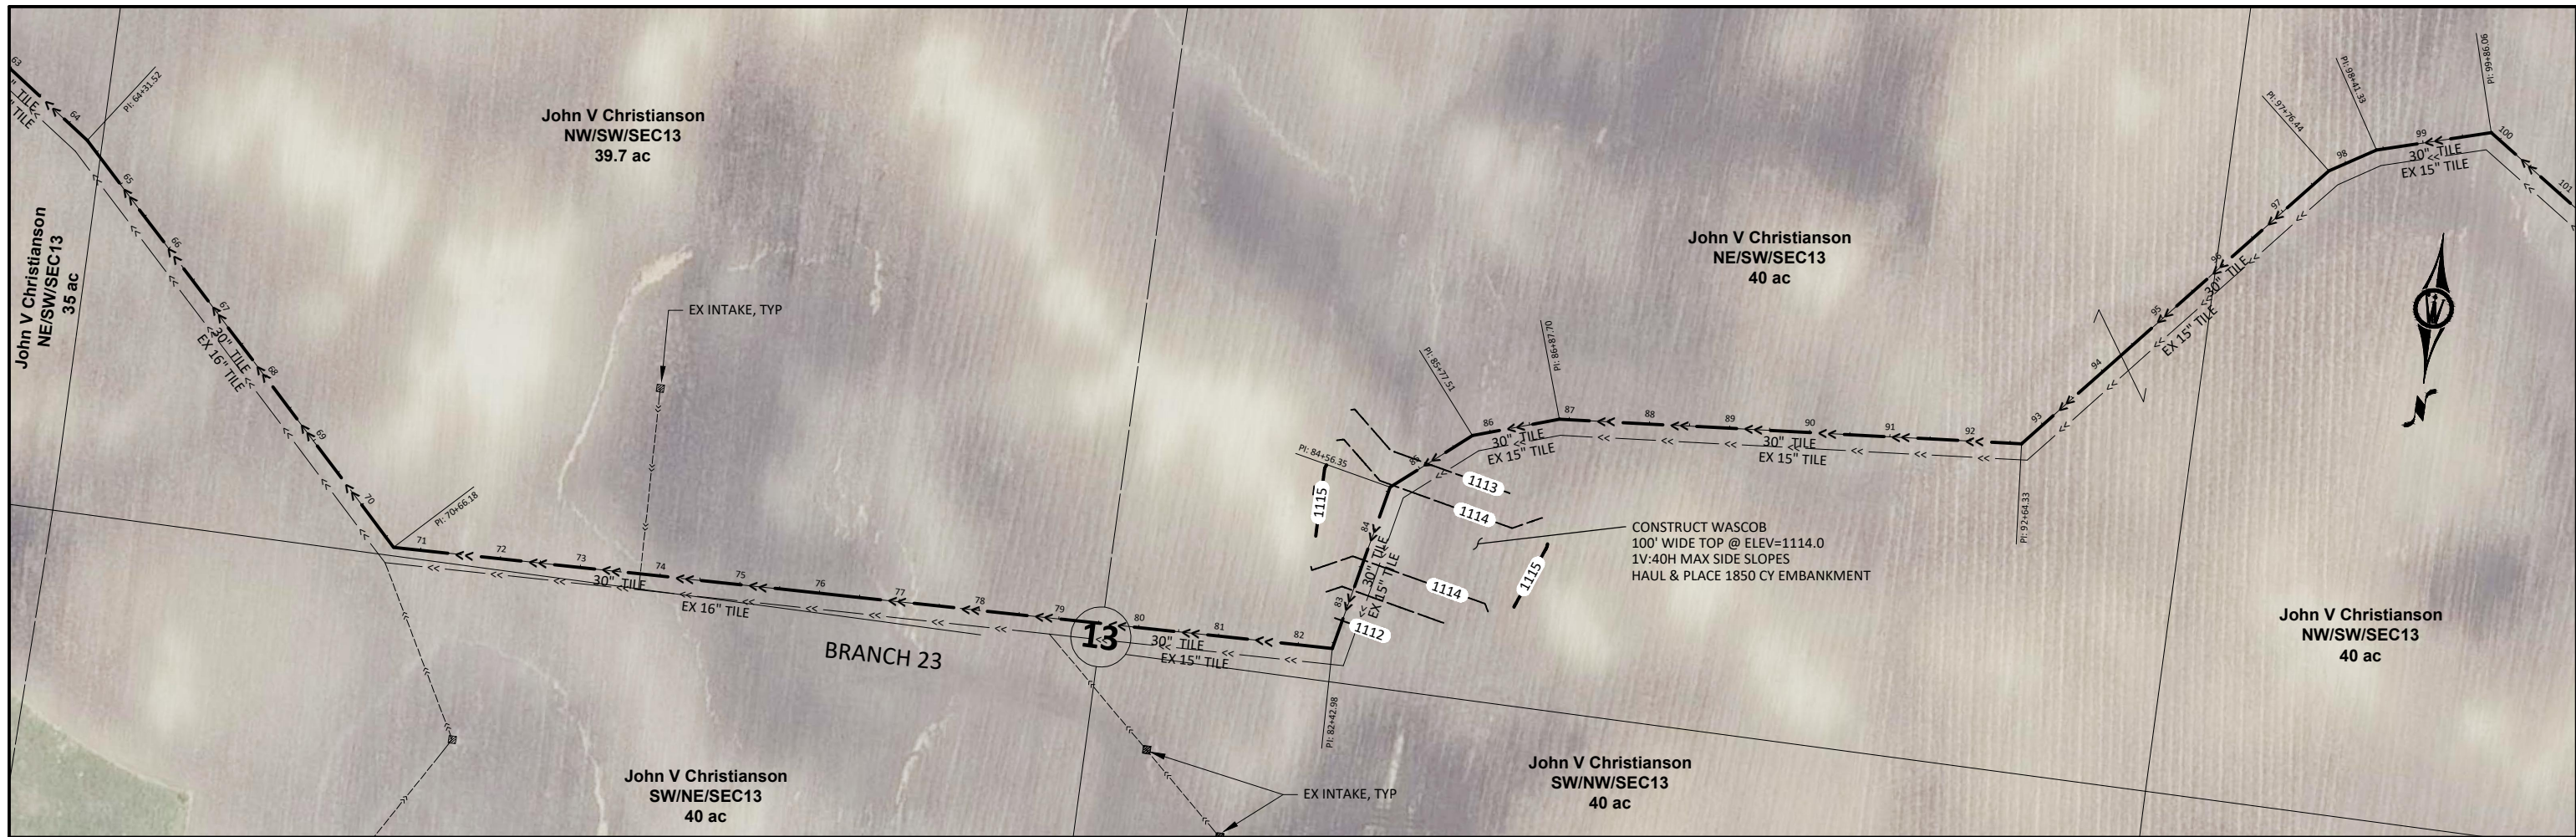 63
" TILE
" TILE
64
PI: 64+31.52
65
66
67
30" TILE
EX 16" TILE
68
69
70
PI: 70+66.18
John V Christianson
NE/SW/SEC13
35 ac
John V Christianson
NW/SW/SEC13
39.7 ac
EX INTAKE, TYP
71
72
73
74
75
76
77
78
79
30" TILE
EX 16" TILE
BRANCH 23
13
80
81
82
30" TILE
EX 15" TILE
PI: 82+42.98
83
84
30" TILE
EX 15" TILE
PI: 84+56.35
85
PI: 85+77.51
86
PI: 86+87.70
30" TILE
EX 15" TILE
1115
1113
1114
1114
1112
1115
CONSTRUCT WASCOB
100' WIDE TOP @ ELEV=1114.0
1V:40H MAX SIDE SLOPES
HAUL & PLACE 1850 CY EMBANKMENT
87
88
89
90
91
92
30" TILE
EX 15" TILE
PI: 92+64.33
93
94
95
96
30" TILE
EX 15" TILE
97
PI: 97+76.44
98
PI: 98+41.33
99
30" TILE
EX 15" TILE
PI: 99+86.06
100
101
John V Christianson
NE/SW/SEC13
40 ac
N
John V Christianson
NW/SW/SEC13
40 ac
John V Christianson
SW/NE/SEC13
40 ac
EX INTAKE, TYP
John V Christianson
SW/NW/SEC13
40 ac